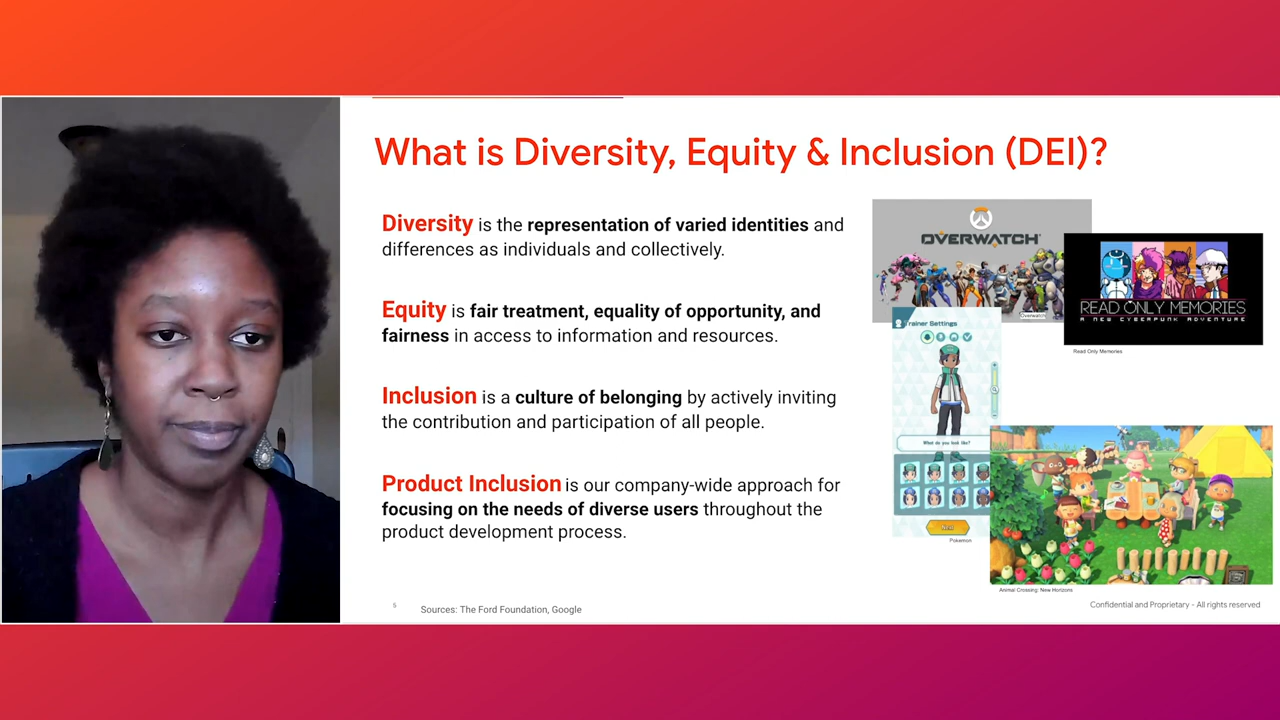 What is Diversity, Equity & Inclusion (DEI)?
Diversity is the representation of varied identities and
differences as individuals and collectively.
Equity is fair treatment, equality of opportunity, and
fairness in access to information and resources.
Inclusion is a culture of belonging by actively inviting
the contribution and participation of all people.
Product Inclusion is our company-wide approach for
focusing on the needs of diverse users throughout the
product development process.
OVERWATCH
Overwatch
READ ONLY MEMORIES
A NEW CYBERPUNK ADVENTURE
Read Only Memories
Trainer Settings
What do you look like?
Pokemon
Animal Crossing: New Horizons
5
Sources: The Ford Foundation, Google
Confidential and Proprietary - All rights reserved